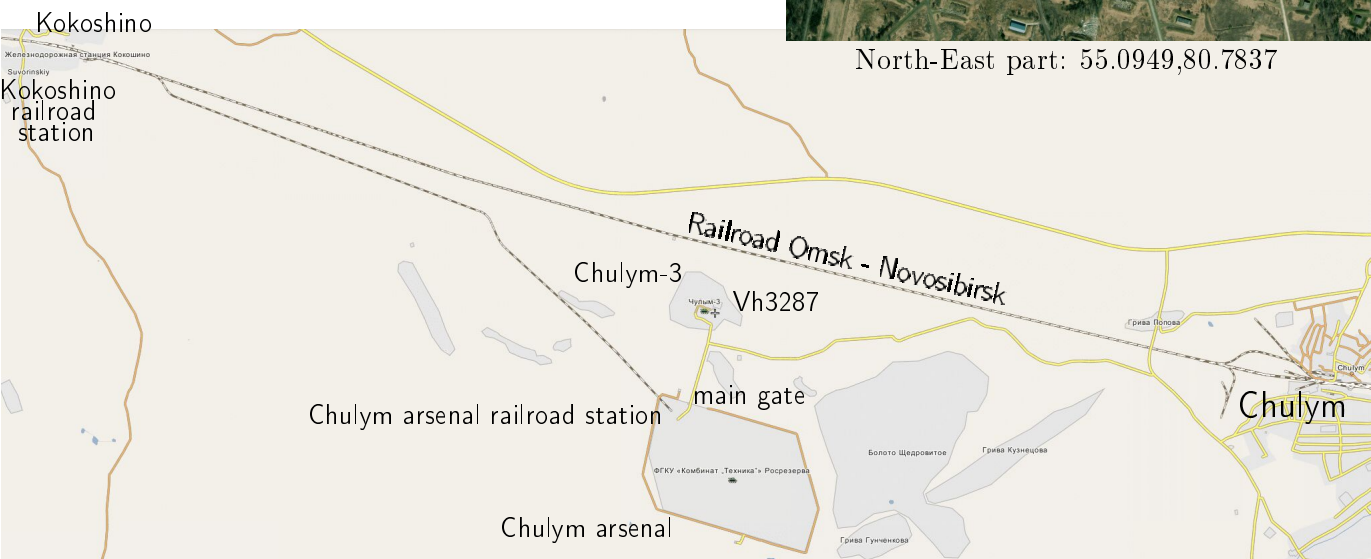 Kokoshino
North-East part: 55.0949,80.7837
Железнодорожная станция Кокошино
Suvorinskiy
Kokoshino
railroad
station
Railroad Omsk - Novosibirsk
Chulym-3
Чулым-3
Vh3287
Грива Попова
Chulym
main gate
Chulym
Chulym arsenal railroad station
Болото Щедровитое
Грива Кузнецова
ФГКУ «Комбинат „Техника"» Росрезерва
Chulym arsenal
Грива Гунченкова